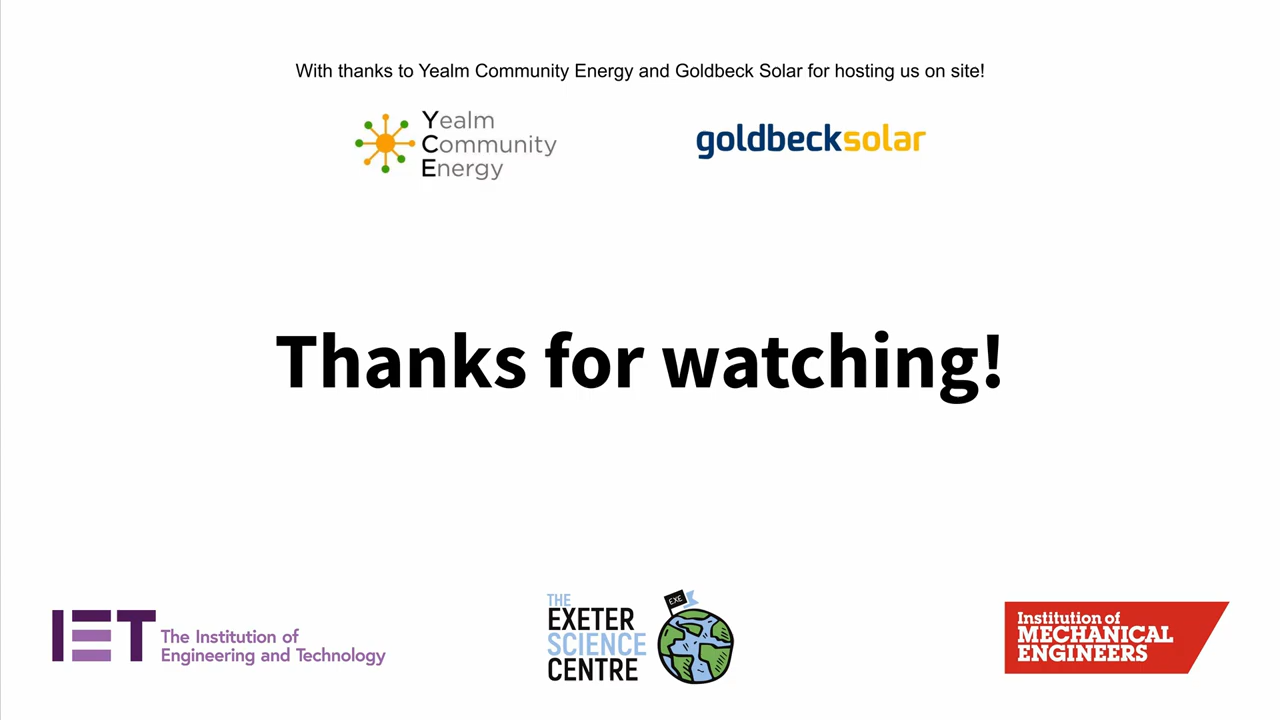 With thanks to Yealm Community Energy and Goldbeck Solar for hosting us on site!
Yealm
Community
Energy
goldbecksolar
Thanks for watching!
IET
The Institution of
Engineering and Technology
THE
EXETER
SCIENCE
CENTRE
EXE
Institution of
MECHANICAL
ENGINEERS